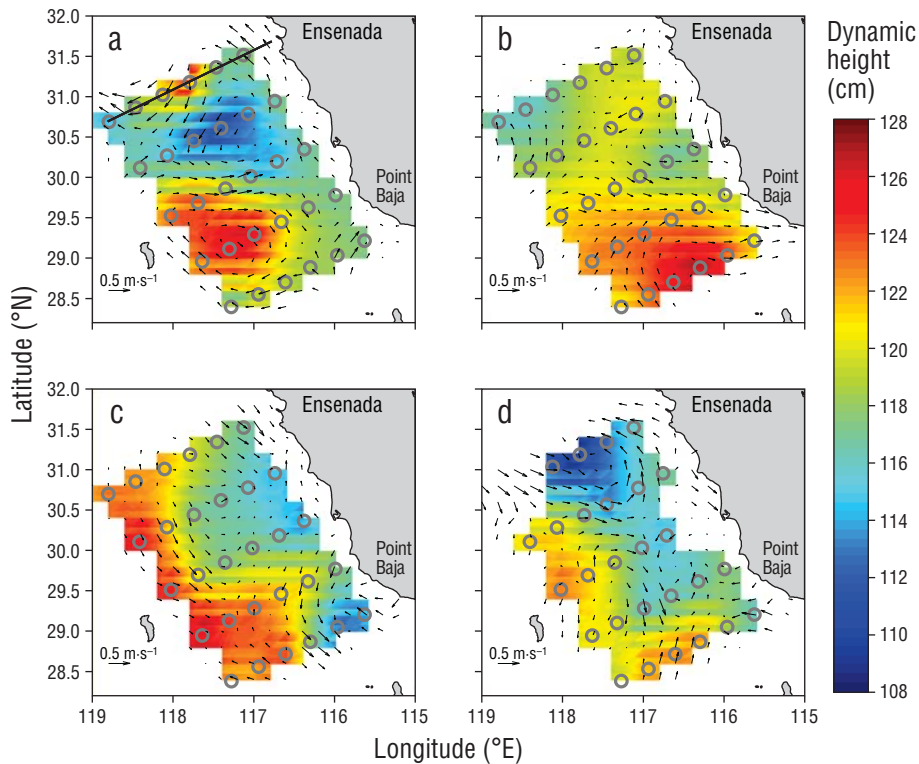 a
Ensenada
Point
Baja
0.5 m·s⁻¹
b
Ensenada
Point
Baja
0.5 m·s⁻¹
c
Ensenada
Point
Baja
0.5 m·s⁻¹
d
Ensenada
Point
Baja
0.5 m·s⁻¹
32.0
31.5
31.0
30.5
30.0
29.5
29.0
28.5
32.0
31.5
31.0
30.5
30.0
29.5
29.0
28.5
Latitude (°N)
119 118 117 116 115
119 118 117 116 115
Longitude (°E)
Dynamic
height
(cm)
128
126
124
122
120
118
116
114
112
110
108